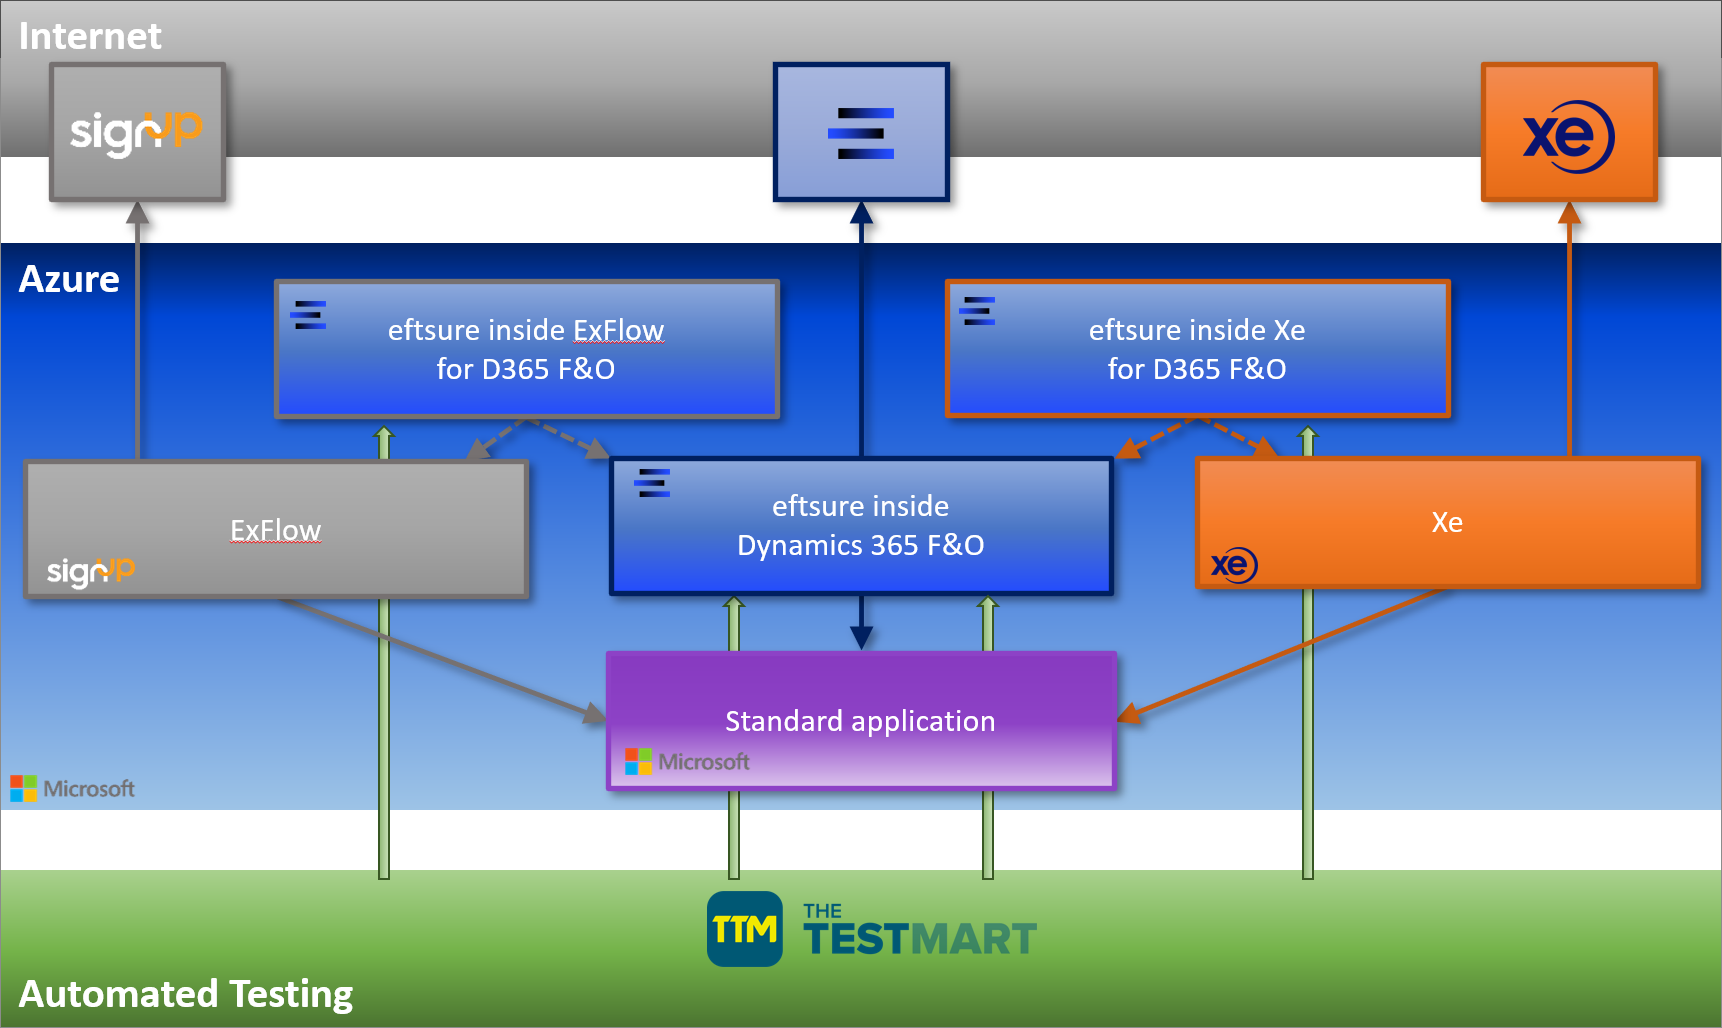 Internet
signup
xe
Azure
eftsure inside ExFlow
for D365 F&O
eftsure inside Xe
for D365 F&O
ExFlow
signup
eftsure inside
Dynamics 365 F&O
Xe
xe
Standard application
Microsoft
Microsoft
TTM
THE
TESTMART
Automated Testing